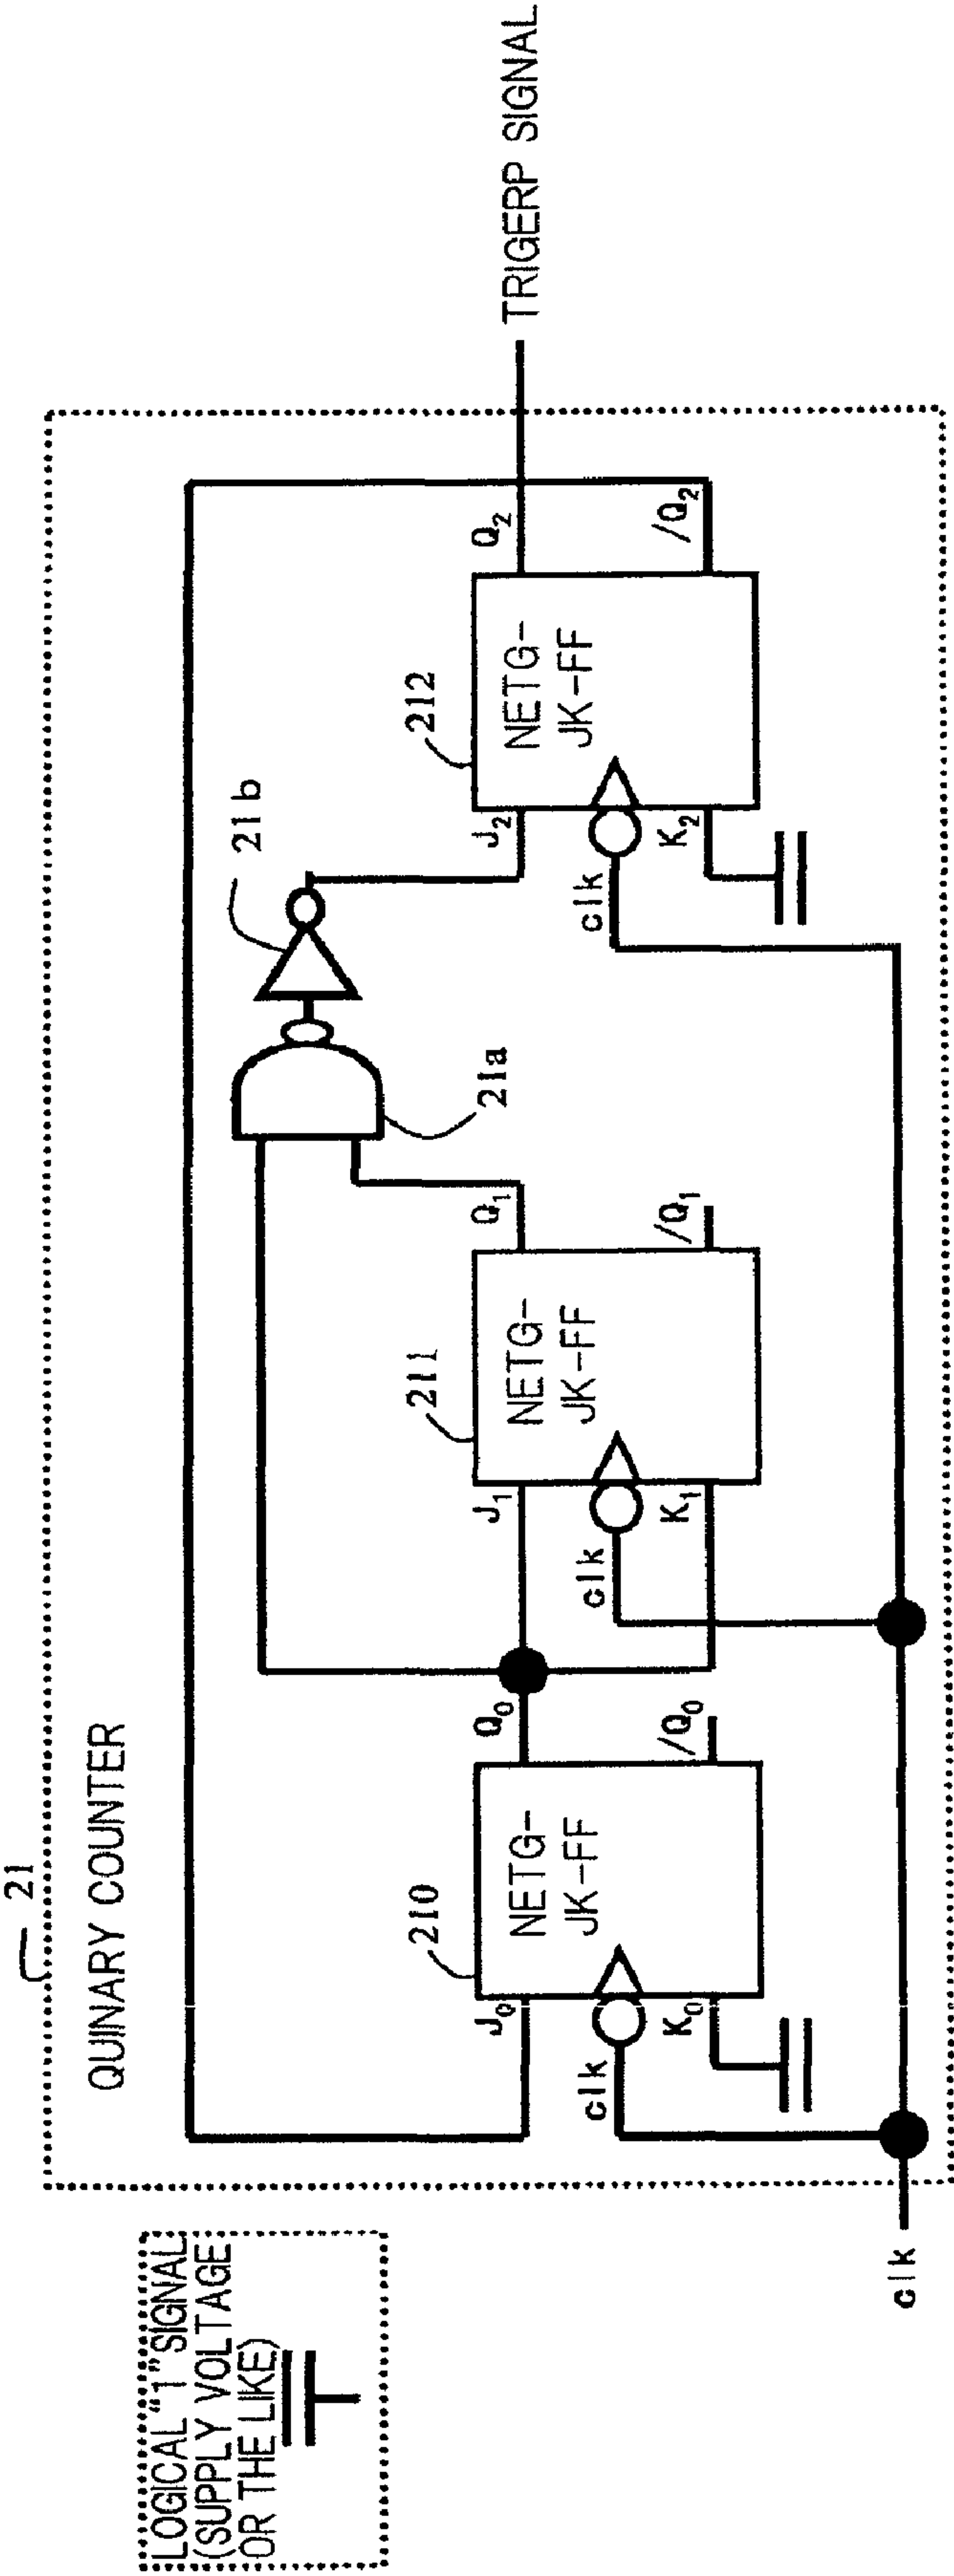 21
QUINARY COUNTER
LOGICAL "1" SIGNAL
(SUPPLY VOLTAGE
OR THE LIKE)
21b
21a
210
NETG-
JK-FF
J0
clk
K0
Q0
/Q0
211
NETG-
JK-FF
J1
clk
K1
Q1
/Q1
212
NETG-
JK-FF
J2
clk
K2
Q2
/Q2
TRIGERP SIGNAL
clk